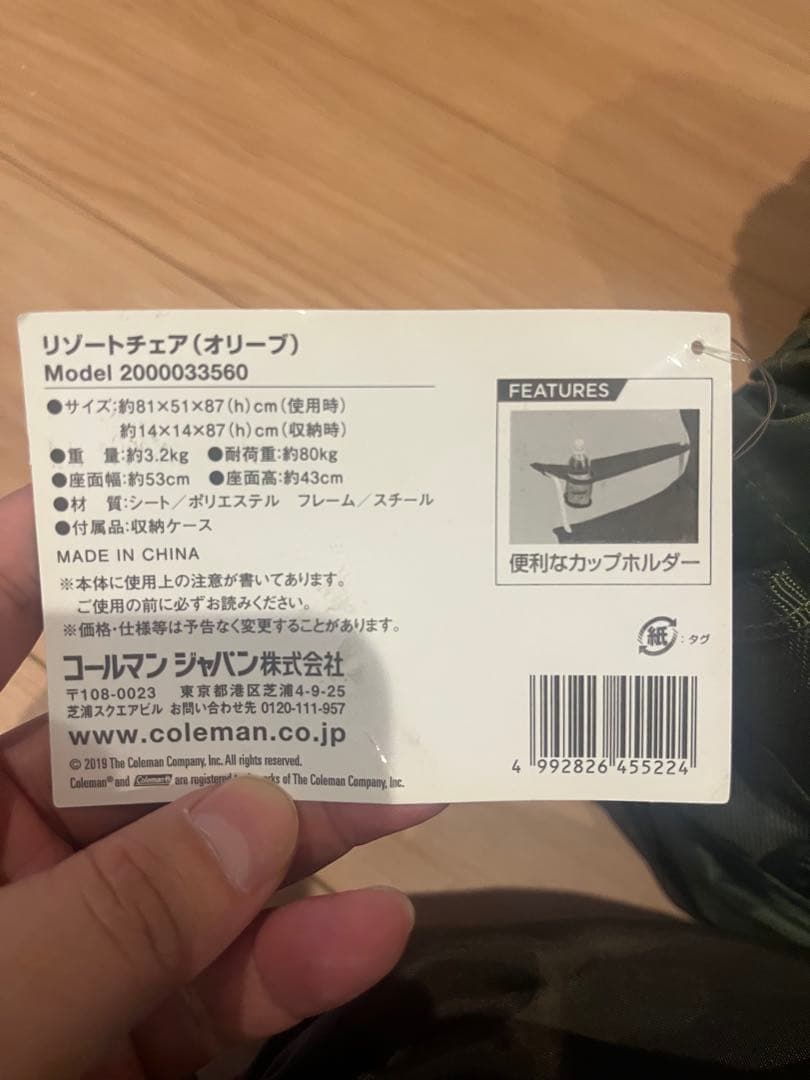 リゾートチェア(オリーブ)
Model 2000033560
●サイズ:約81×51×87(h)cm(使用時)
約14×14×87(h)cm(収納時)
●重 量:約3.2kg ●耐荷重:約80kg
●座面幅:約53cm ●座面高:約43cm
●材 質:シート/ポリエステル フレーム/スチール
●付属品:収納ケース
MADE IN CHINA
※本体に使用上の注意が書いてあります。
ご使用の前に必ずお読みください。
※価格・仕様等は予告なく変更することがあります。
コールマン ジャパン株式会社
〒108-0023 東京都港区芝浦4-9-25
芝浦スクエアビル お問い合わせ先 0120-111-957
www.coleman.co.jp
© 2019 The Coleman Company, Inc. All rights reserved.
Coleman® and Coleman® are registered of The Coleman Company, Inc.
FEATURES
便利なカップホルダー
紙:タグ
4 992826 455224